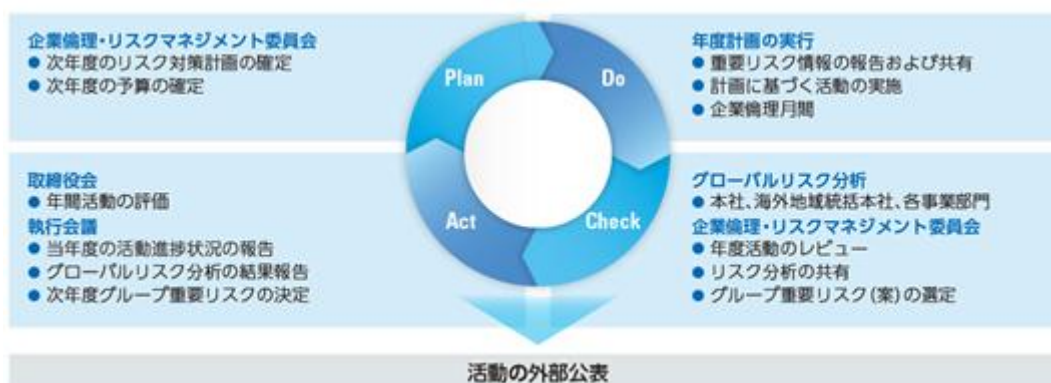 企業倫理・リスクマネジメント委員会
● 次年度のリスク対策計画の確定
● 次年度の予算の確定
Plan
Do
年度計画の実行
● 重要リスク情報の報告および共有
● 計画に基づく活動の実施
● 企業倫理月間
取締役会
● 年間活動の評価
執行会議
● 当年度の活動進捗状況の報告
● グローバルリスク分析の結果報告
● 次年度グループ重要リスクの決定
Act
Check
グローバルリスク分析
● 本社、海外地域統括本社、各事業部門
企業倫理・リスクマネジメント委員会
● 年度活動のレビュー
● リスク分析の共有
● グループ重要リスク(案)の選定
活動の外部公表